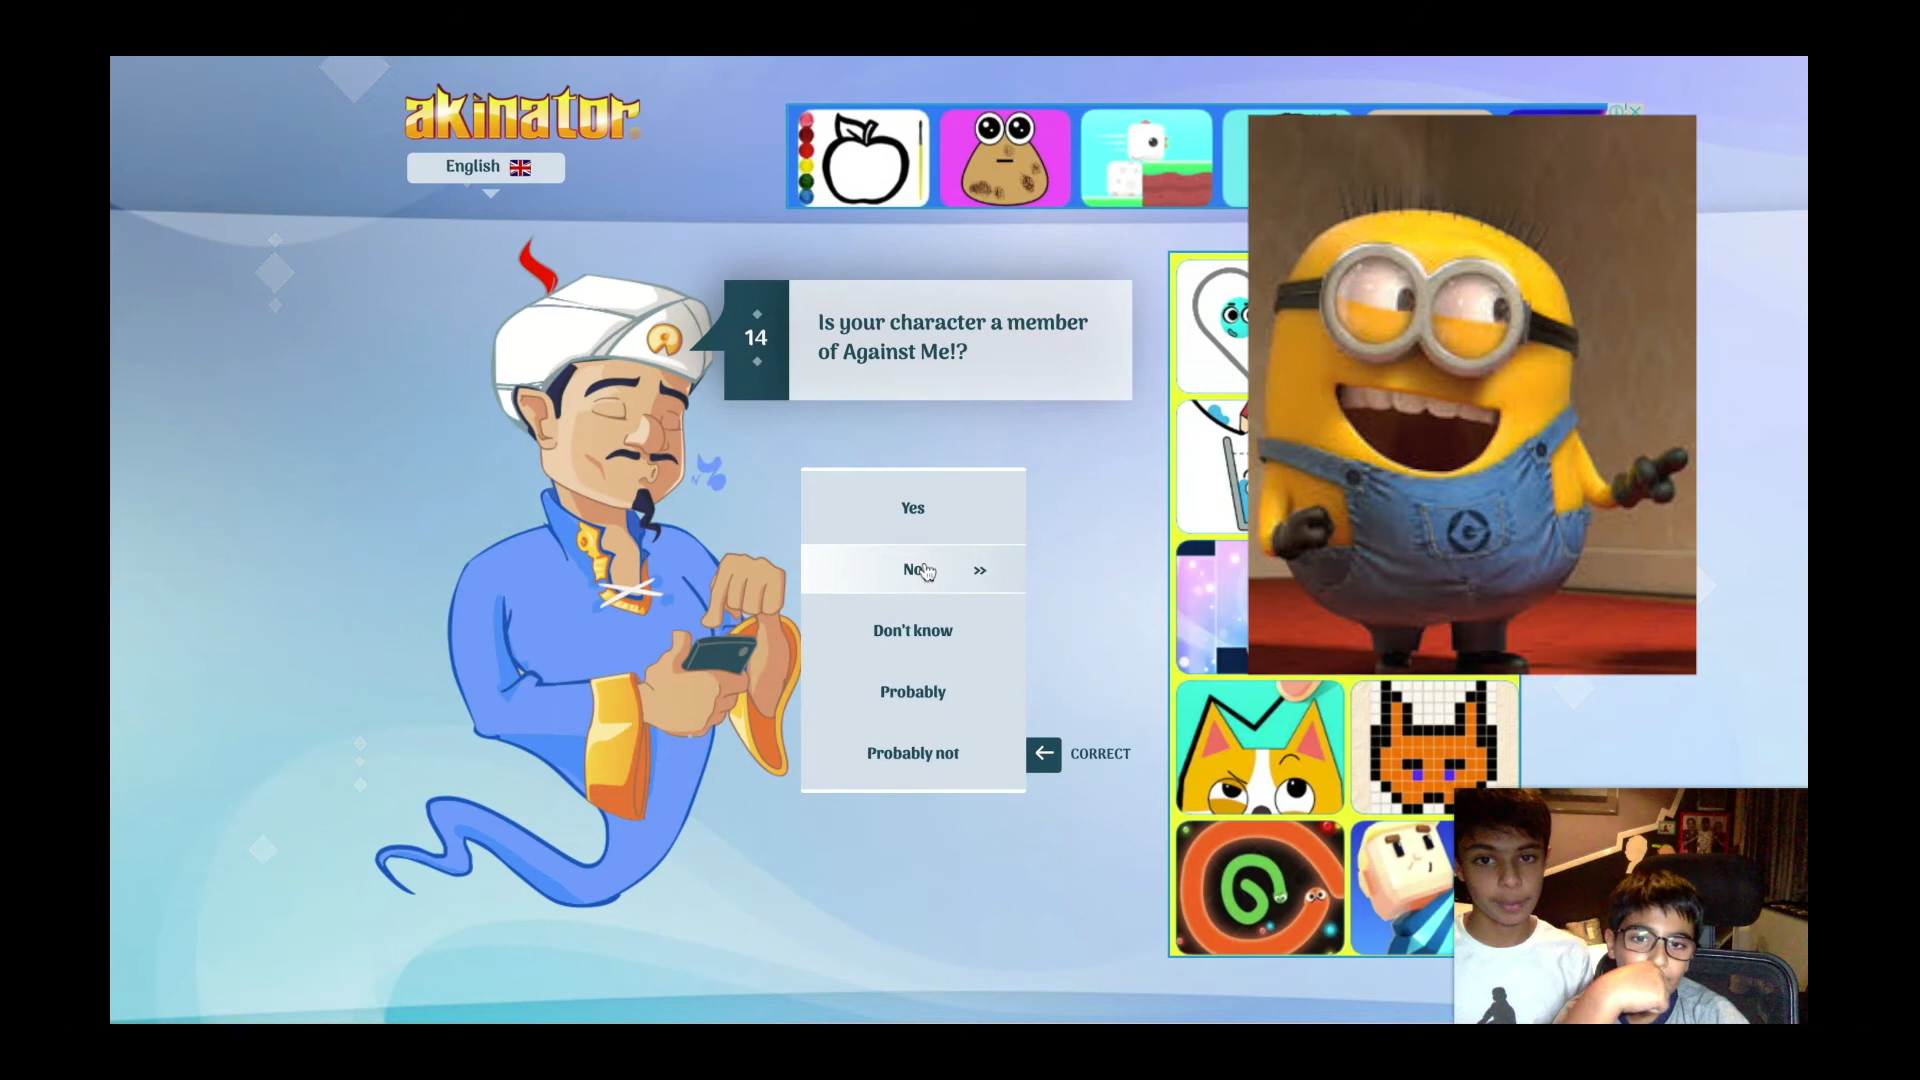 akinator
English
14
Is your character a member
of Against Me!?
Yes
No
Don't know
Probably
Probably not
CORRECT